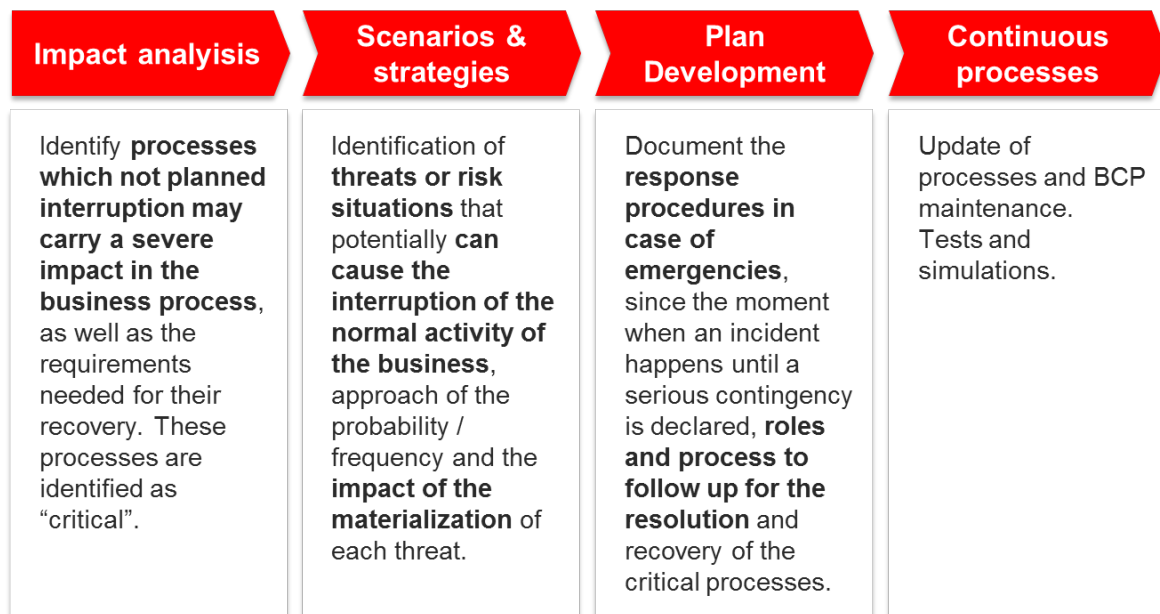 Impact analyisis
Scenarios &
strategies
Plan
Development
Continuous
processes
Identify processes
which not planned
interruption may
carry a severe
impact in the
business process,
as well as the
requirements
needed for their
recovery. These
processes are
identified as
“critical”.
Identification of
threats or risk
situations that
potentially can
cause the
interruption of the
normal activity of
the business,
approach of the
probability /
frequency and the
impact of the
materialization of
each threat.
Document the
response
procedures in
case of
emergencies,
since the moment
when an incident
happens until a
serious contingency
is declared, roles
and process to
follow up for the
resolution and
recovery of the
critical processes.
Update of
processes and BCP
maintenance.
Tests and
simulations.